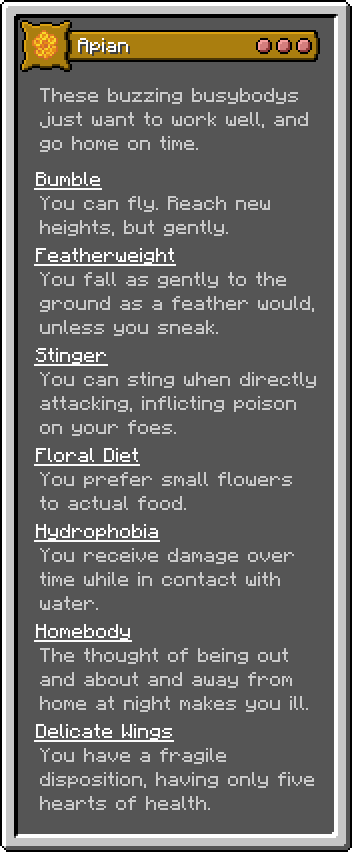 Apian
These buzzing busybodys
just want to work well, and
go home on time.
Bumble
You can fly. Reach new
heights, but gently.
Featherweight
You fall as gently to the
ground as a feather would,
unless you sneak.
Stinger
You can sting when directly
attacking, inflicting poison
on your foes.
Floral Diet
You prefer small flowers
to actual food.
Hydrophobia
You receive damage over
time while in contact with
water.
Homebody
The thought of being out
and about and away from
home at night makes you ill.
Delicate Wings
You have a fragile
disposition, having only five
hearts of health.